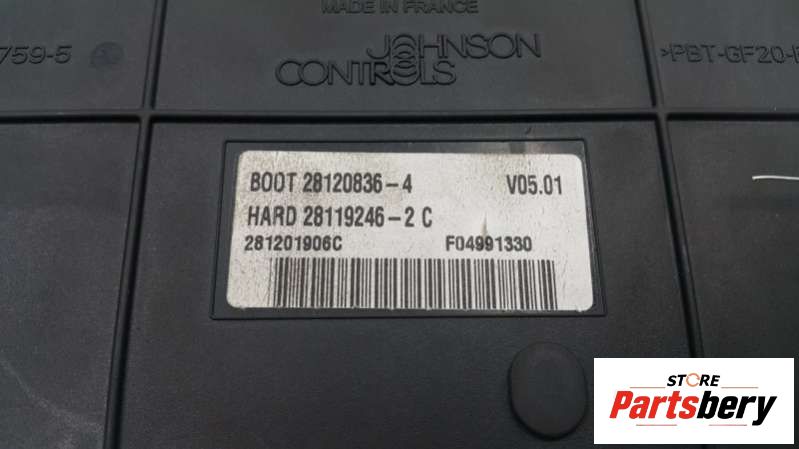 MADE IN FRANCE
JOHNSON
CONTROLS
759-5
>PBT-GF20-
BOOT 28120836-4 V05.01
HARD 28119246-2 C
281201906C F04991330
STORE
Partsbery